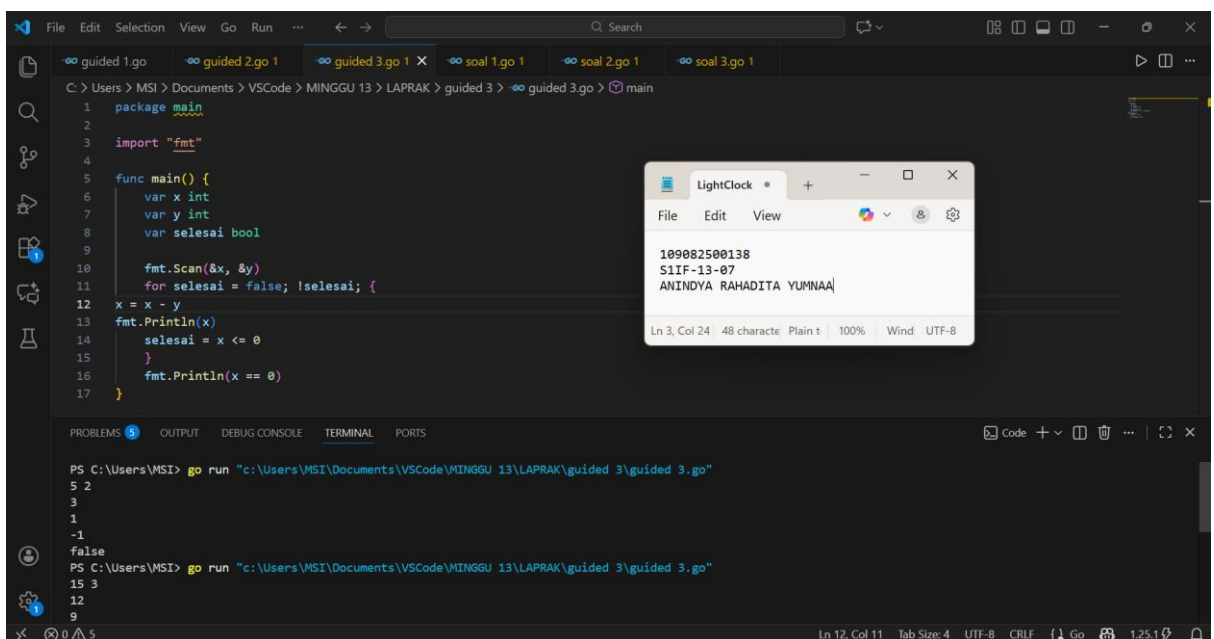 File Edit Selection View Go Run ... Search
guided 1.go guided 2.go 1 guided 3.go 1 soal 1.go 1 soal 2.go 1 soal 3.go 1
C: > Users > MSI > Documents > VSCode > MINGGU 13 > LAPRAK > guided 3 > guided 3.go > main
1 package main
2
3 import "fmt"
4
5 func main() {
6 var x int
7 var y int
8 var selesai bool
9
10 fmt.Scan(&x, &y)
11 for selesai = false; !selesai; {
12 x = x - y
13 fmt.Println(x)
14 selesai = x <= 0
15 }
16 fmt.Println(x == 0)
17 }
LightClock
File Edit View
109082500138
S1IF-13-07
ANINDYA RAHADITA YUMNAA
Ln 3, Col 24 48 characte Plain t 100% Wind UTF-8
PROBLEMS 5 OUTPUT DEBUG CONSOLE TERMINAL PORTS Code
PS C:\Users\MSI> go run "c:\Users\MSI\Documents\VSCode\MINGGU 13\LAPRAK\guided 3\guided 3.go"
5 2
3
1
-1
false
PS C:\Users\MSI> go run "c:\Users\MSI\Documents\VSCode\MINGGU 13\LAPRAK\guided 3\guided 3.go"
15 3
12
9
0 5 Ln 12, Col 11 Tab Size: 4 UTF-8 CRLF Go 1.25.1